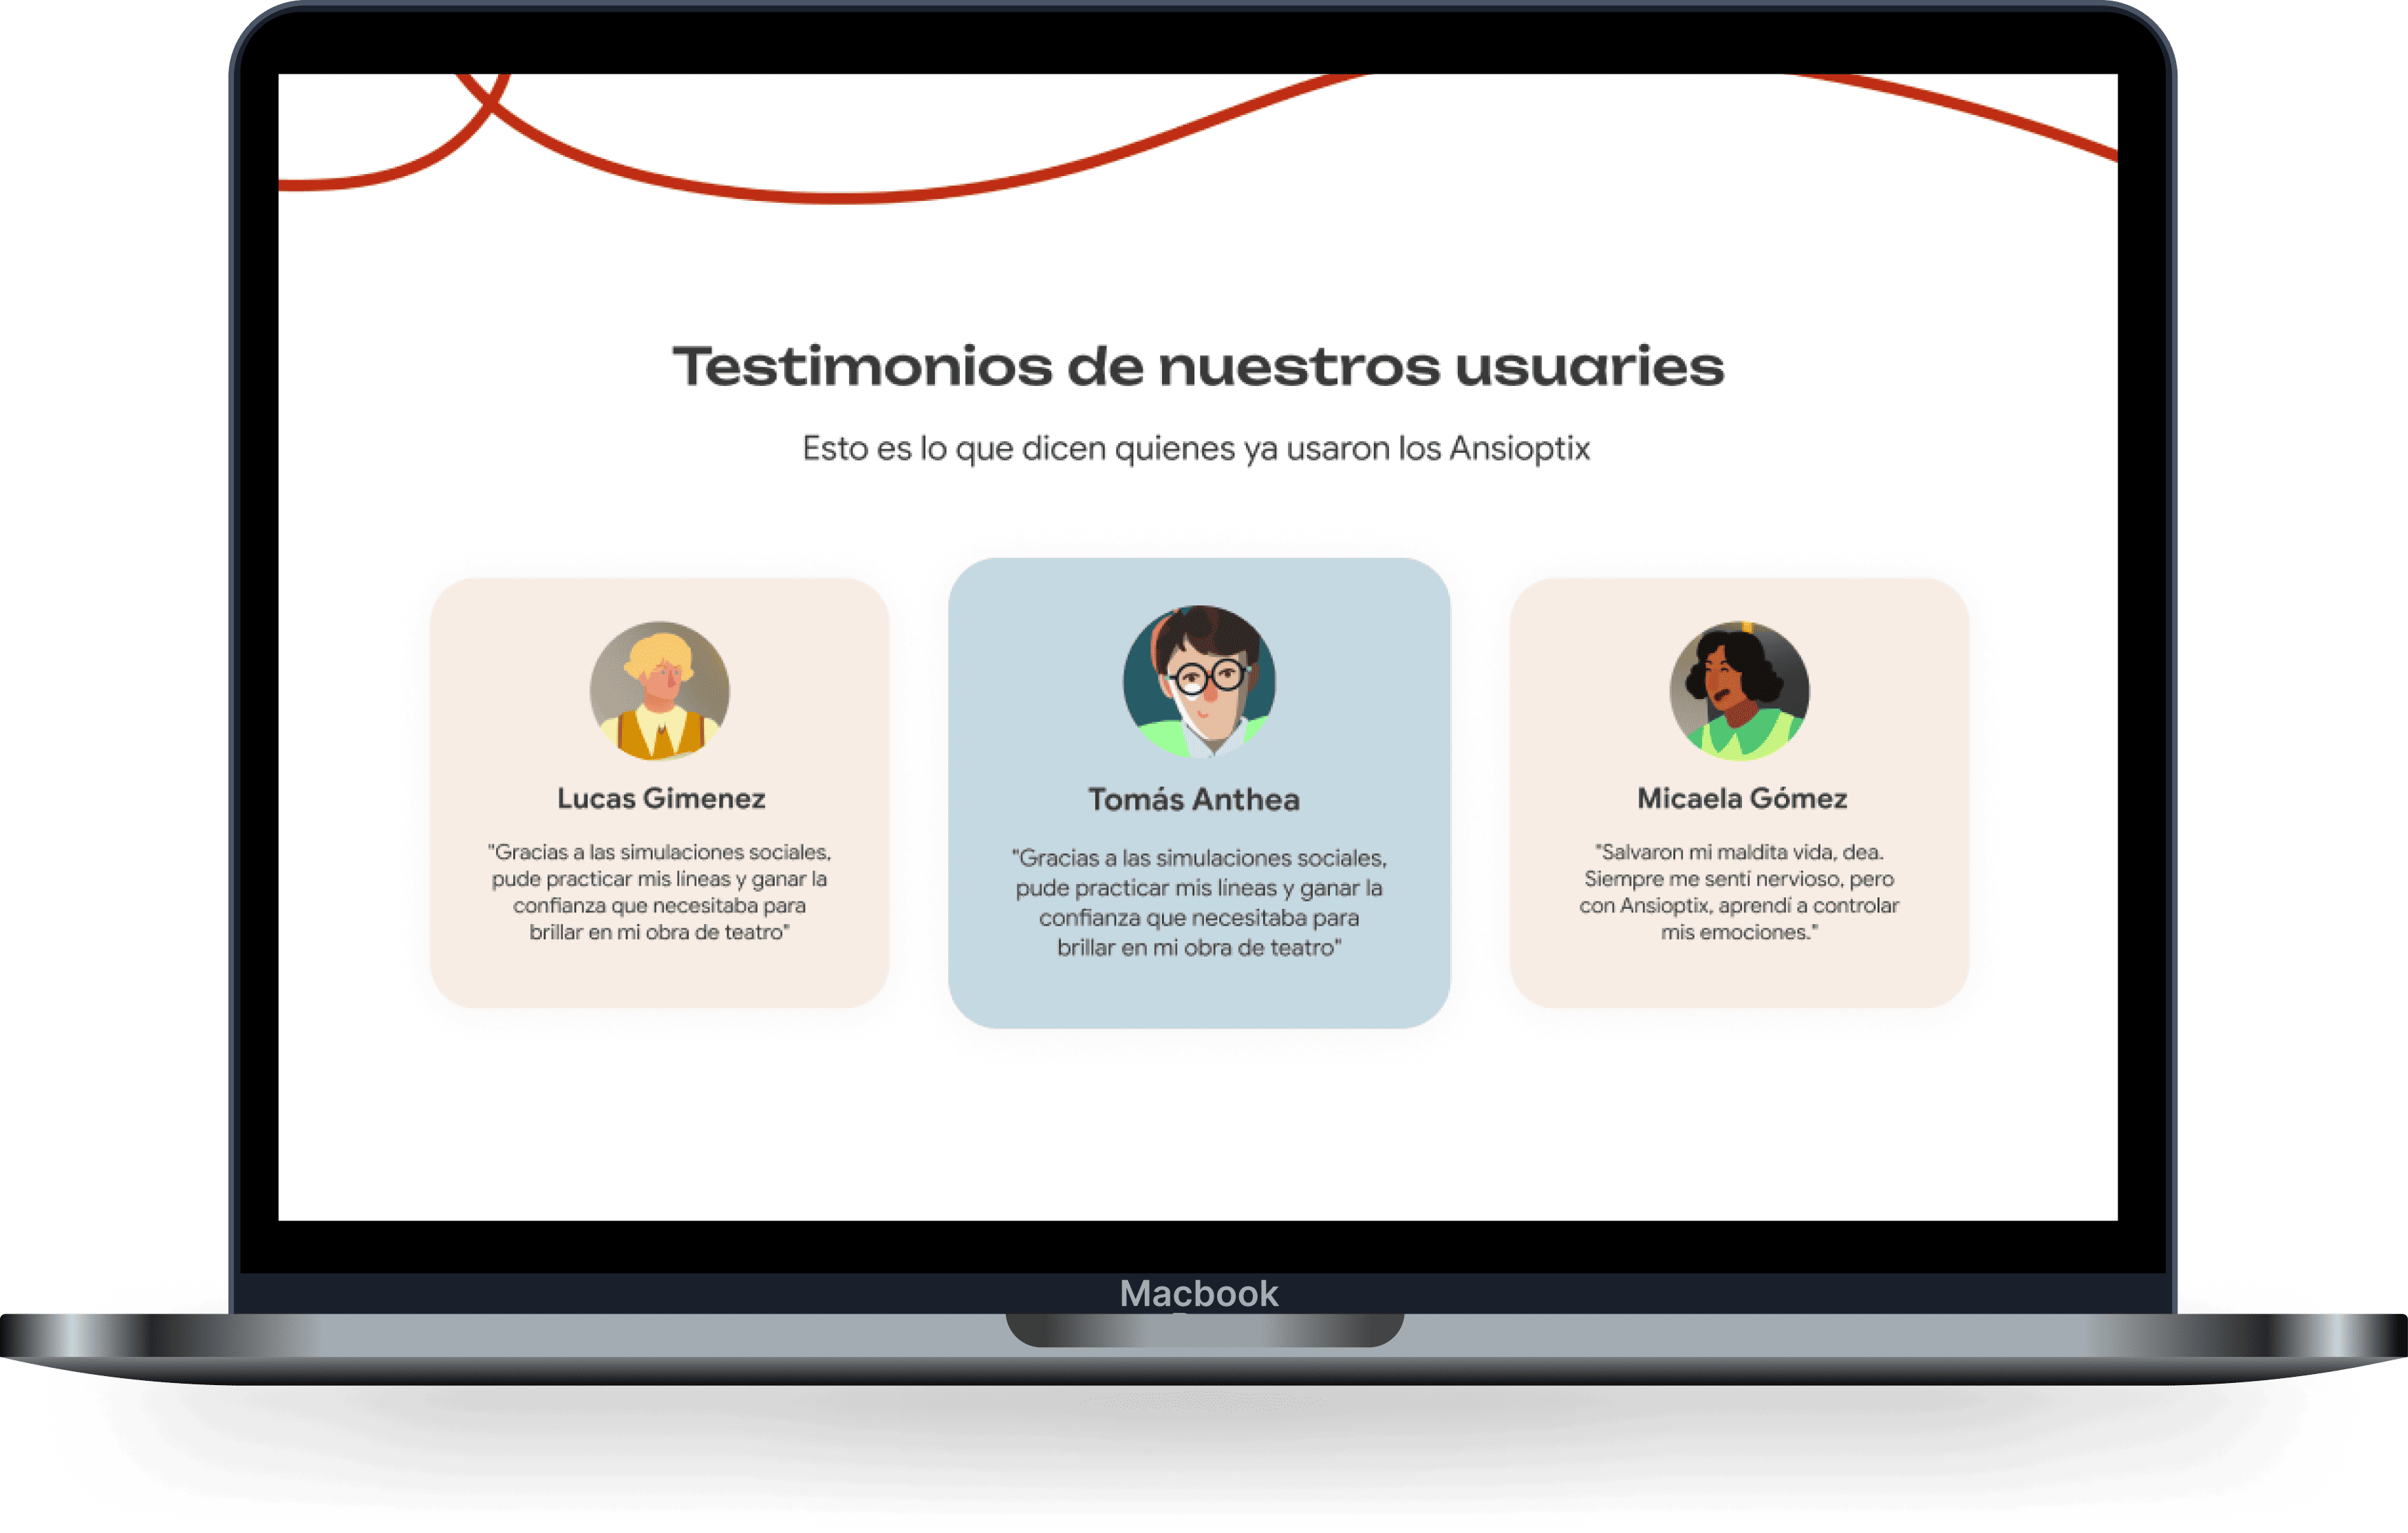 Testimonios de nuestros usuaries
Esto es lo que dicen quienes ya usaron los Ansioptix
Lucas Gimenez
"Gracias a las simulaciones sociales,
pude practicar mis líneas y ganar la
confianza que necesitaba para
brillar en mi obra de teatro"
Tomás Anthea
"Gracias a las simulaciones sociales,
pude practicar mis líneas y ganar la
confianza que necesitaba para
brillar en mi obra de teatro"
Micaela Gómez
"Salvaron mi maldita vida, dea.
Siempre me sentí nervioso, pero
con Ansioptix, aprendí a controlar
mis emociones."
Macbook